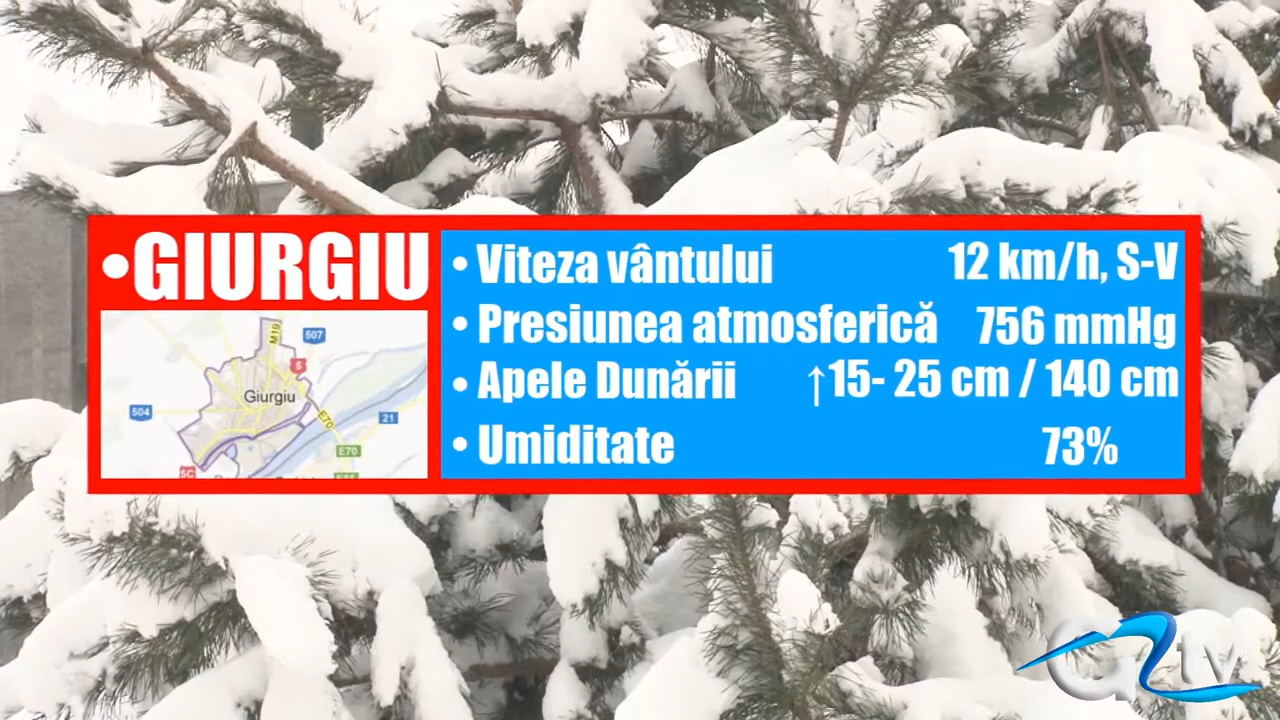 •GIURGIU
• Viteza vântului 12 km/h, S-V
• Presiunea atmosferică 756 mmHg
• Apele Dunării ↑15- 25 cm / 140 cm
• Umiditate 73%
M19
507
5
Giurgiu
504
E70
21
E70
5C
tv